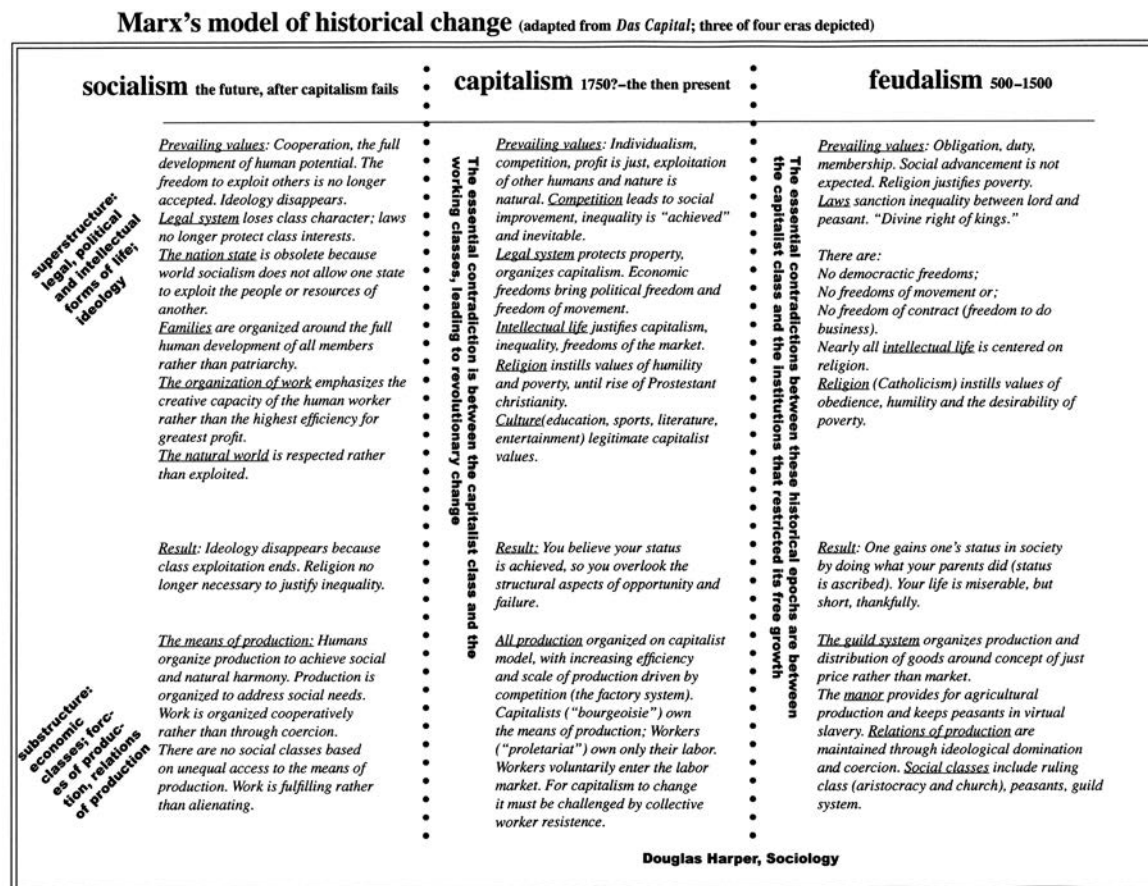 Marx's model of historical change (adapted from Das Capital; three of four eras depicted)
socialism the future, after capitalism fails
capitalism 1750?–the then present
feudalism 500–1500
superstructure:
legal, political
and intellectual
forms of life;
ideology
Prevailing values: Cooperation, the full
development of human potential. The
freedom to exploit others is no longer
accepted. Ideology disappears.
Legal system loses class character; laws
no longer protect class interests.
The nation state is obsolete because
world socialism does not allow one state
to exploit the people or resources of
another.
Families are organized around the full
human development of all members
rather than patriarchy.
The organization of work emphasizes the
creative capacity of the human worker
rather than the highest efficiency for
greatest profit.
The natural world is respected rather
than exploited.
Result: Ideology disappears because
class exploitation ends. Religion no
longer necessary to justify inequality.
substructure:
economic
classes; forc-
es of produc-
tion, relations
of production
The means of production: Humans
organize production to achieve social
and natural harmony. Production is
organized to address social needs.
Work is organized cooperatively
rather than through coercion.
There are no social classes based
on unequal access to the means of
production. Work is fulfilling rather
than alienating.
The essential contradiction is between the capitalist class and the
working classes, leading to revolutionary change
Prevailing values: Individualism,
competition, profit is just, exploitation
of other humans and nature is
natural. Competition leads to social
improvement, inequality is "achieved"
and inevitable.
Legal system protects property,
organizes capitalism. Economic
freedoms bring political freedom and
freedom of movement.
Intellectual life justifies capitalism,
inequality, freedoms of the market.
Religion instills values of humility
and poverty, until rise of Prostestant
christianity.
Culture(education, sports, literature,
entertainment) legitimate capitalist
values.
Result: You believe your status
is achieved, so you overlook the
structural aspects of opportunity and
failure.
All production organized on capitalist
model, with increasing efficiency
and scale of production driven by
competition (the factory system).
Capitalists ("bourgeoisie") own
the means of production; Workers
("proletariat") own only their labor.
Workers voluntarily enter the labor
market. For capitalism to change
it must be challenged by collective
worker resistence.
The essential contradictions between these historical epochs are between
the capitalist class and the institutions that restricted its free growth
Prevailing values: Obligation, duty,
membership. Social advancement is not
expected. Religion justifies poverty.
Laws sanction inequality between lord and
peasant. "Divine right of kings."
There are:
No democractic freedoms;
No freedoms of movement or;
No freedom of contract (freedom to do
business).
Nearly all intellectual life is centered on
religion.
Religion (Catholicism) instills values of
obedience, humility and the desirability of
poverty.
Result: One gains one's status in society
by doing what your parents did (status
is ascribed). Your life is miserable, but
short, thankfully.
The guild system organizes production and
distribution of goods around concept of just
price rather than market.
The manor provides for agricultural
production and keeps peasants in virtual
slavery. Relations of production are
maintained through ideological domination
and coercion. Social classes include ruling
class (aristocracy and church), peasants, guild
system.
Douglas Harper, Sociology